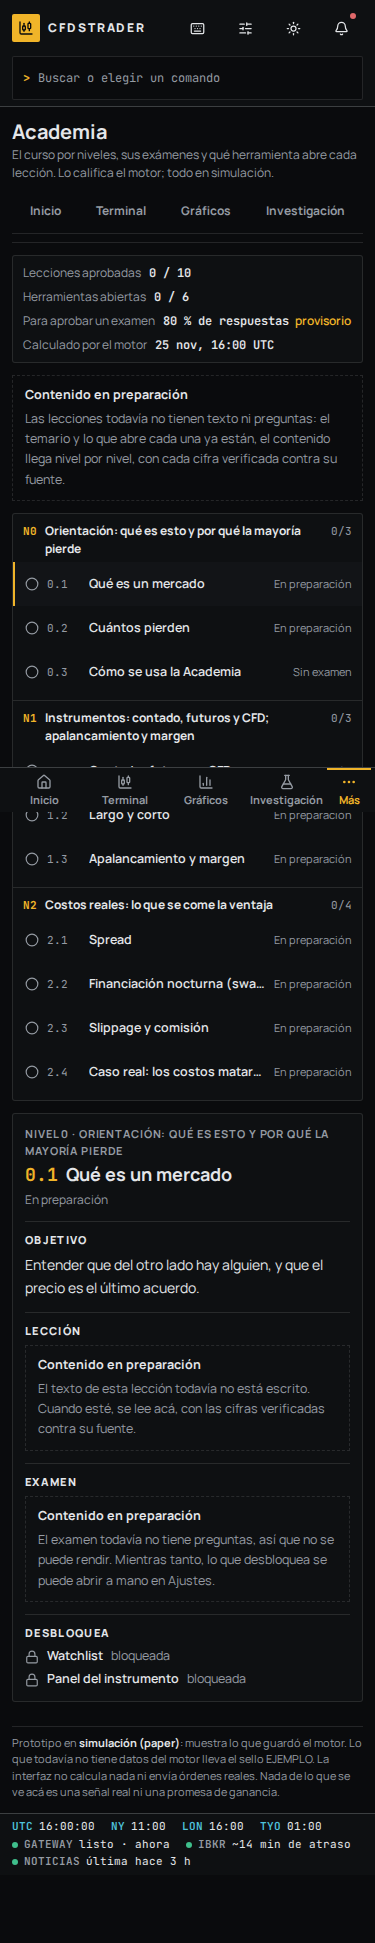 CFDSTRADER
> Buscar o elegir un comando
Academia
El curso por niveles, sus exámenes y qué herramienta abre cada
lección. Lo califica el motor; todo en simulación.
Inicio Terminal Gráficos Investigación
Lecciones aprobadas 0 / 10
Herramientas abiertas 0 / 6
Para aprobar un examen 80 % de respuestas provisorio
Calculado por el motor 25 nov, 16:00 UTC
Contenido en preparación
Las lecciones todavía no tienen texto ni preguntas: el
temario y lo que abre cada una ya están, el contenido
llega nivel por nivel, con cada cifra verificada contra su
fuente.
N0 Orientación: qué es esto y por qué la mayoría 0/3
pierde
0.1 Qué es un mercado En preparación
0.2 Cuántos pierden En preparación
0.3 Cómo se usa la Academia Sin examen
N1 Instrumentos: contado, futuros y CFD; 0/3
apalancamiento y margen
Inicio Terminal Gráficos Investigación Más
1.2 Largo y corto En preparación
1.3 Apalancamiento y margen En preparación
N2 Costos reales: lo que se come la ventaja 0/4
2.1 Spread En preparación
2.2 Financiación nocturna (swa... En preparación
2.3 Slippage y comisión En preparación
2.4 Caso real: los costos matar... En preparación
NIVEL 0 · ORIENTACIÓN: QUÉ ES ESTO Y POR QUÉ LA
MAYORÍA PIERDE
0.1 Qué es un mercado
En preparación
OBJETIVO
Entender que del otro lado hay alguien, y que el
precio es el último acuerdo.
LECCIÓN
Contenido en preparación
El texto de esta lección todavía no está escrito.
Cuando esté, se lee acá, con las cifras verificadas
contra su fuente.
EXAMEN
Contenido en preparación
El examen todavía no tiene preguntas, así que no se
puede rendir. Mientras tanto, lo que desbloquea se
puede abrir a mano en Ajustes.
DESBLOQUEA
Watchlist bloqueada
Panel del instrumento bloqueada
Prototipo en simulación (paper): muestra lo que guardó el motor. Lo
que todavía no tiene datos del motor lleva el sello EJEMPLO. La
interfaz no calcula nada ni envía órdenes reales. Nada de lo que se
ve acá es una señal real ni una promesa de ganancia.
UTC 16:00:00 NY 11:00 LON 16:00 TYO 01:00
GATEWAY listo · ahora IBKR ~14 min de atraso
NOTICIAS última hace 3 h